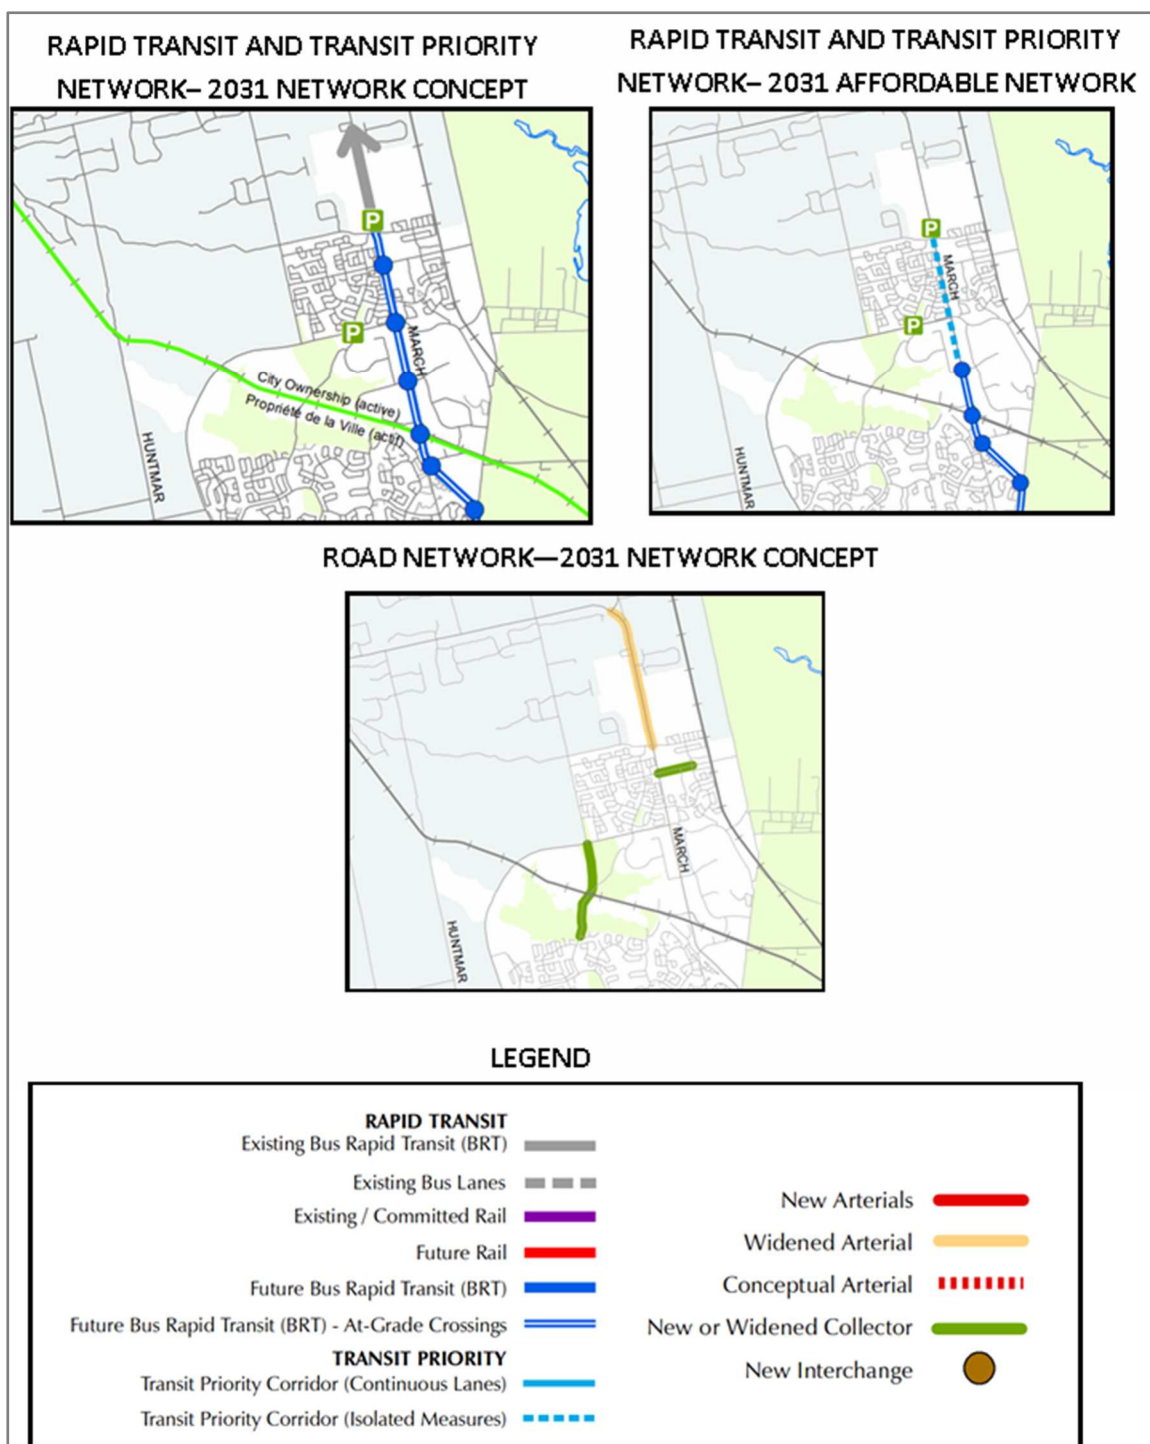 RAPID TRANSIT AND TRANSIT PRIORITY
NETWORK– 2031 NETWORK CONCEPT
P
P
MARCH
City Ownership (active)
Propriété de la Ville (actif)
HUNTMAR
RAPID TRANSIT AND TRANSIT PRIORITY
NETWORK– 2031 AFFORDABLE NETWORK
P
MARCH
P
HUNTMAR
ROAD NETWORK—2031 NETWORK CONCEPT
MARCH
HUNTMAR
LEGEND
RAPID TRANSIT
Existing Bus Rapid Transit (BRT)
Existing Bus Lanes
Existing / Committed Rail
Future Rail
Future Bus Rapid Transit (BRT)
Future Bus Rapid Transit (BRT) - At-Grade Crossings
TRANSIT PRIORITY
Transit Priority Corridor (Continuous Lanes)
Transit Priority Corridor (Isolated Measures)
New Arterials
Widened Arterial
Conceptual Arterial
New or Widened Collector
New Interchange